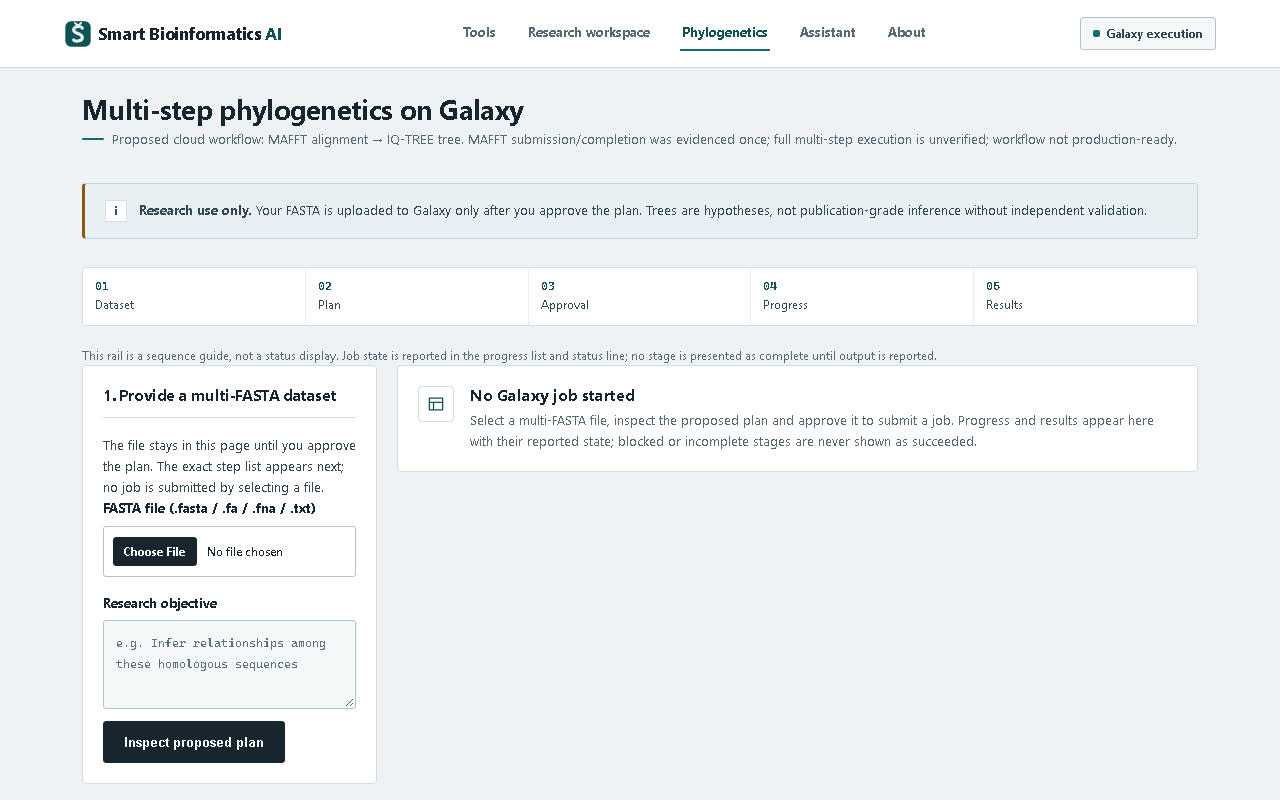 Š Smart Bioinformatics AI
Tools
Research workspace
Phylogenetics
Assistant
About
Galaxy execution
Multi-step phylogenetics on Galaxy
Proposed cloud workflow: MAFFT alignment → IQ-TREE tree. MAFFT submission/completion was evidenced once; full multi-step execution is unverified; workflow not production-ready.
i
Research use only. Your FASTA is uploaded to Galaxy only after you approve the plan. Trees are hypotheses, not publication-grade inference without independent validation.
01
Dataset
02
Plan
03
Approval
04
Progress
05
Results
This rail is a sequence guide, not a status display. Job state is reported in the progress list and status line; no stage is presented as complete until output is reported.
1. Provide a multi-FASTA dataset
The file stays in this page until you approve
the plan. The exact step list appears next;
no job is submitted by selecting a file.
FASTA file (.fasta / .fa / .fna / .txt)
Choose File No file chosen
Research objective
e.g. Infer relationships among
these homologous sequences
Inspect proposed plan
No Galaxy job started
Select a multi-FASTA file, inspect the proposed plan and approve it to submit a job. Progress and results appear here
with their reported state; blocked or incomplete stages are never shown as succeeded.